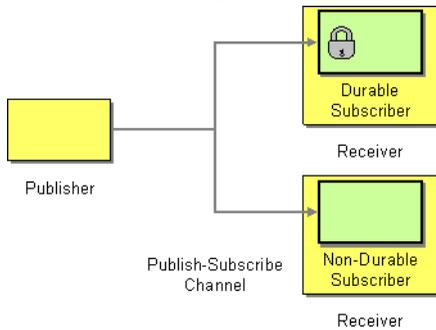 Durable
Subscriber
Receiver
Publisher
Publish-Subscribe
Channel
Non-Durable
Subscriber
Receiver